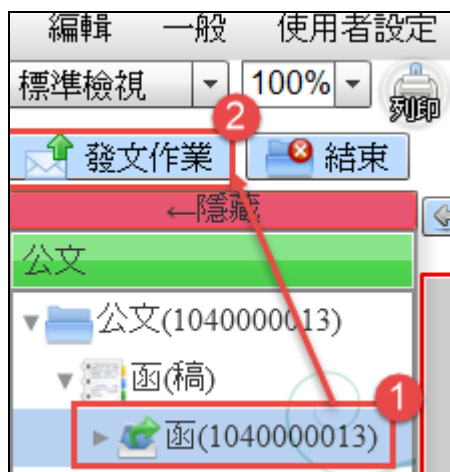 編輯 一般 使用者設定
標準檢視 100% 列印
2
發文作業 結束
←隱藏
公文
公文(1040000013)
函(稿)
1
函(1040000013)